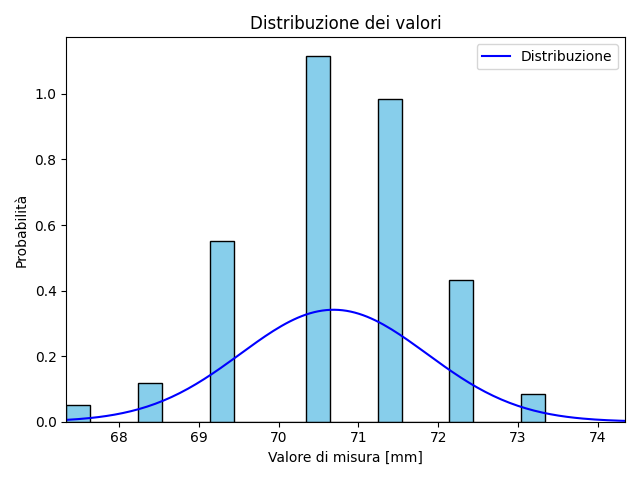 Distribuzione dei valori
Distribuzione
Probabilità
1.0
0.8
0.6
0.4
0.2
0.0
68 69 70 71 72 73 74
Valore di misura [mm]